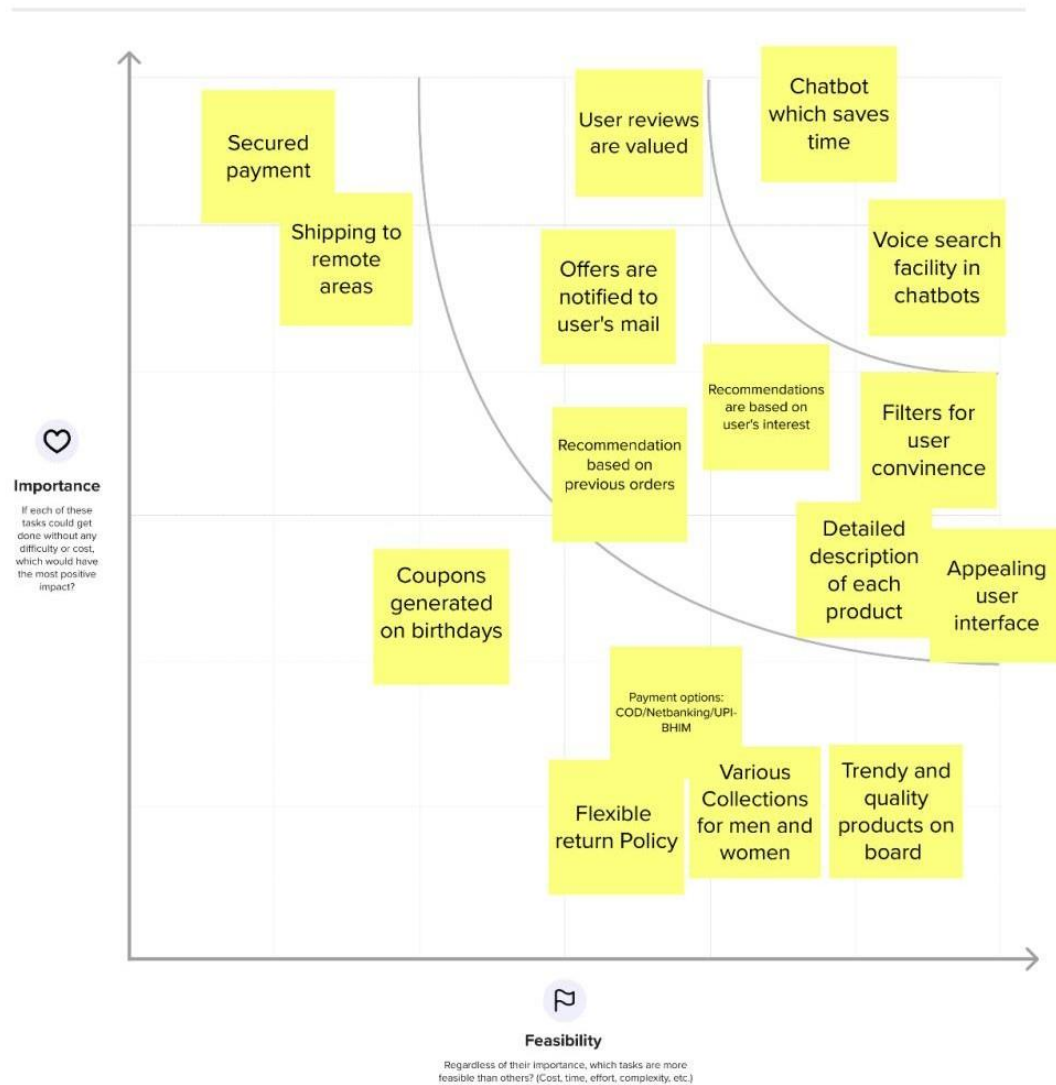 Secured
payment
Shipping to
remote
areas
User reviews
are valued
Chatbot
which saves
time
Offers are
notified to
user's mail
Voice search
facility in
chatbots
Recommendations
are based on
user's interest
Filters for
user
convinence
Recommendation
based on
previous orders
Detailed
description
of each
product
Appealing
user
interface
Importance
If each of these
tasks could get
done without any
difficulty or cost,
which would have
the most positive
impact?
Coupons
generated
on birthdays
Payment options:
COD/Netbanking/UPI-
BHIM
Flexible
return Policy
Various
Collections
for men and
women
Trendy and
quality
products on
board
Feasibility
Regardless of their importance, which tasks are more
feasible than others? (Cost, time, effort, complexity, etc.)